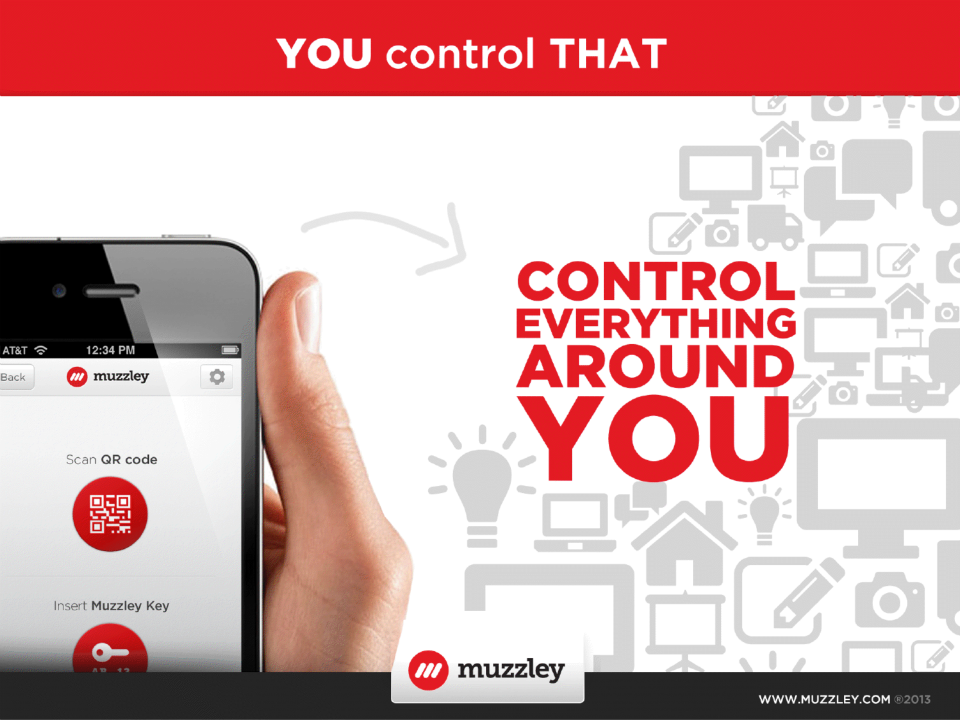 YOU control THAT
CONTROL
EVERYTHING
AROUND
YOU
AT&T 12:34 PM
Back
muzzley
Scan QR code
Insert Muzzley Key
muzzley
WWW.MUZZLEY.COM ®2013